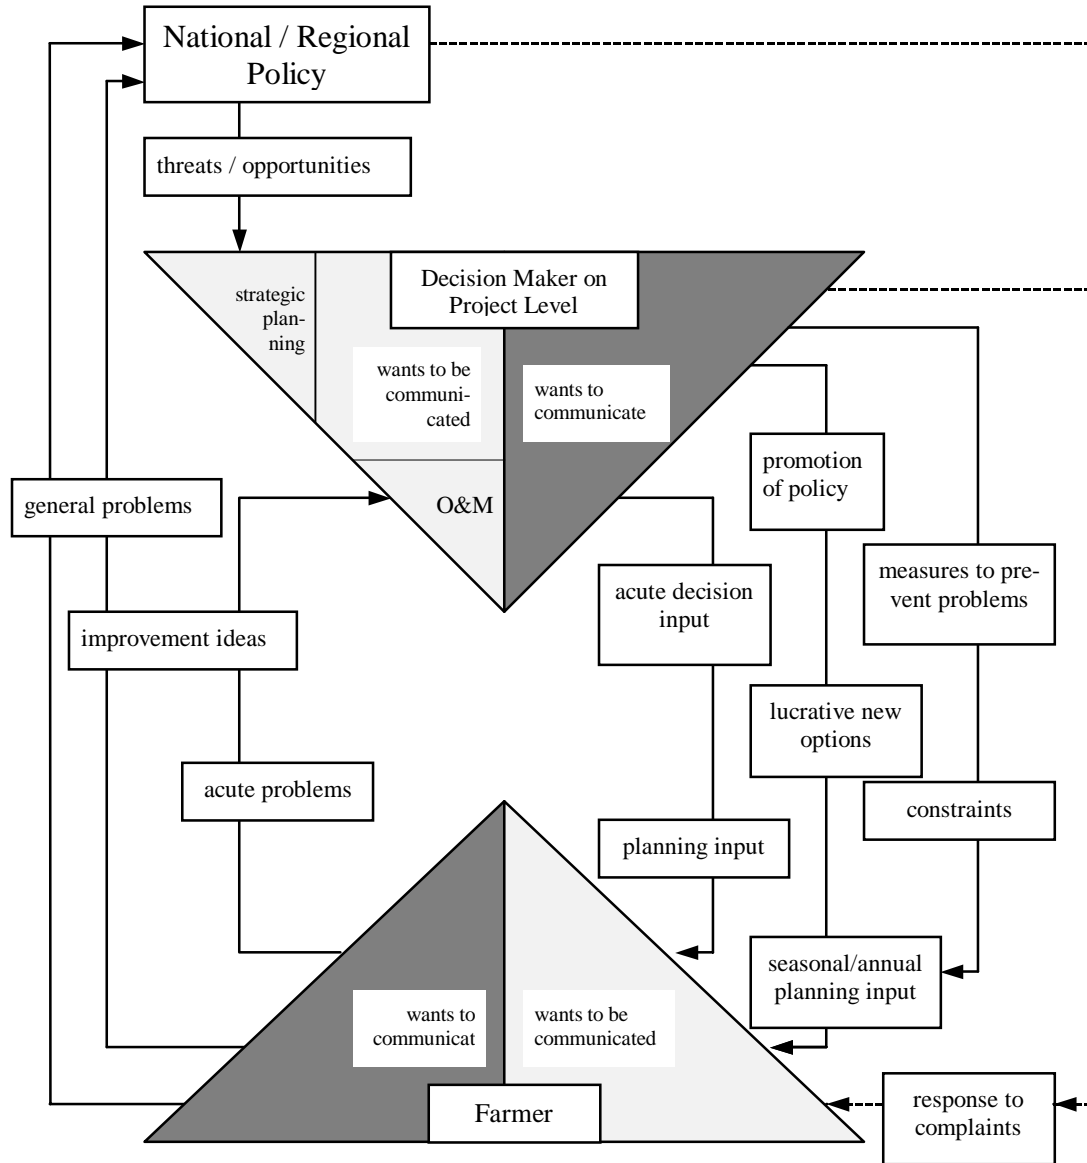 National / Regional
Policy
threats / opportunities
Decision Maker on
Project Level
strategic
plan-
ning
wants to be
communi-
cated
wants to
communicate
O&M
promotion
of policy
general problems
acute decision
input
measures to pre-
vent problems
improvement ideas
lucrative new
options
acute problems
constraints
planning input
seasonal/annual
planning input
wants to
communicat
wants to be
communicated
Farmer
response to
complaints